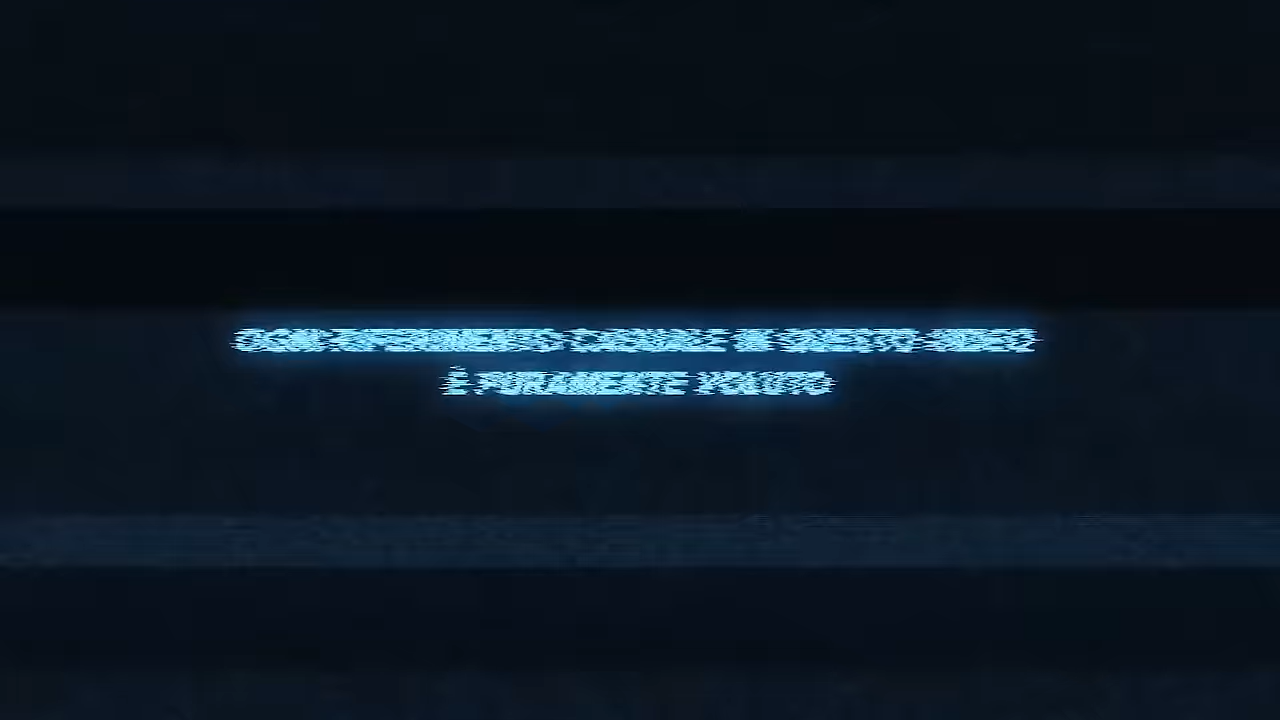 OGNI RIFERIMENTO CASUALE IN QUESTO VIDEO
È PURAMENTE VOLUTO